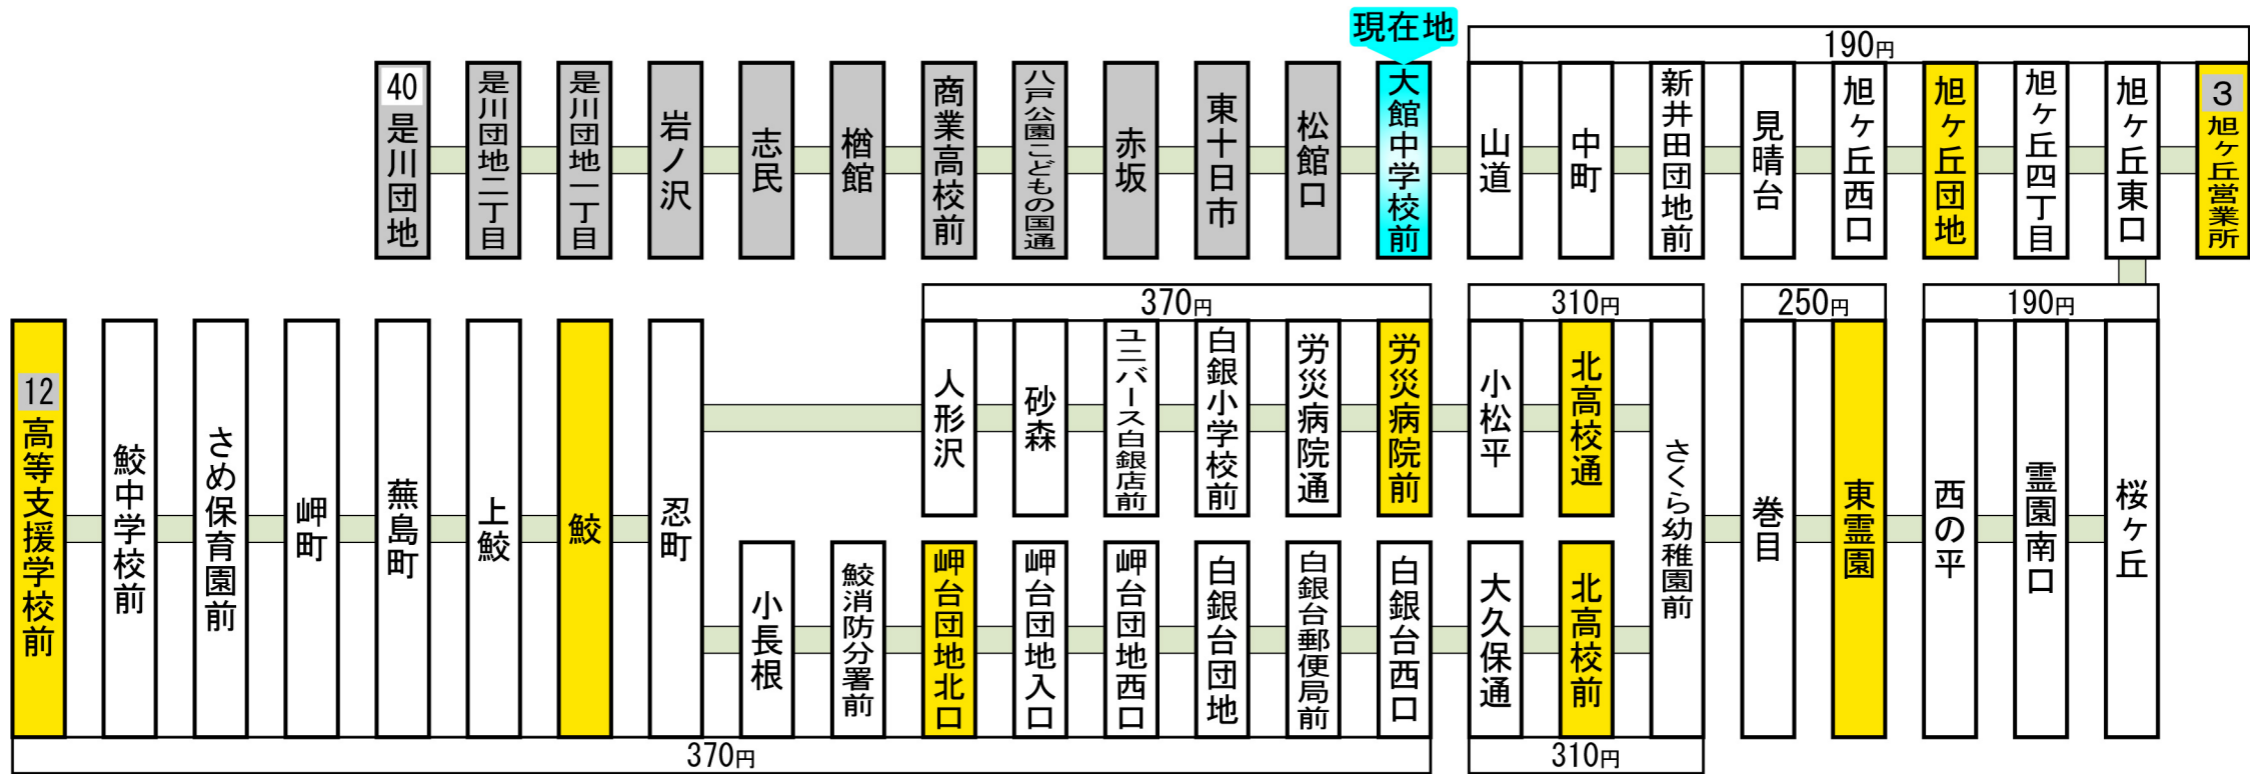 現在地
190円
40 是川団地
是川団地二丁目
是川団地一丁目
岩ノ沢
志民
楢館
商業高校前
八戸公園こどもの国通
赤坂
東十日市
松館口
大館中学校前
山道
中町
新井田団地前
見晴台
旭ヶ丘西口
旭ヶ丘団地
旭ヶ丘四丁目
旭ヶ丘東口
3 旭ヶ丘営業所
370円
310円
250円
190円
12 高等支援学校前
鮫中学校前
さめ保育園前
岬町
蕪島町
上鮫
鮫
忍町
人形沢
砂森
ユニバース白銀店前
白銀小学校前
労災病院通
労災病院前
小松平
北高校通
さくら幼稚園前
巻目
東霊園
西の平
霊園南口
桜ヶ丘
小長根
鮫消防分署前
岬台団地北口
岬台団地入口
岬台団地西口
白銀台団地
白銀台郵便局前
白銀台西口
大久保通
北高校前
370円
310円